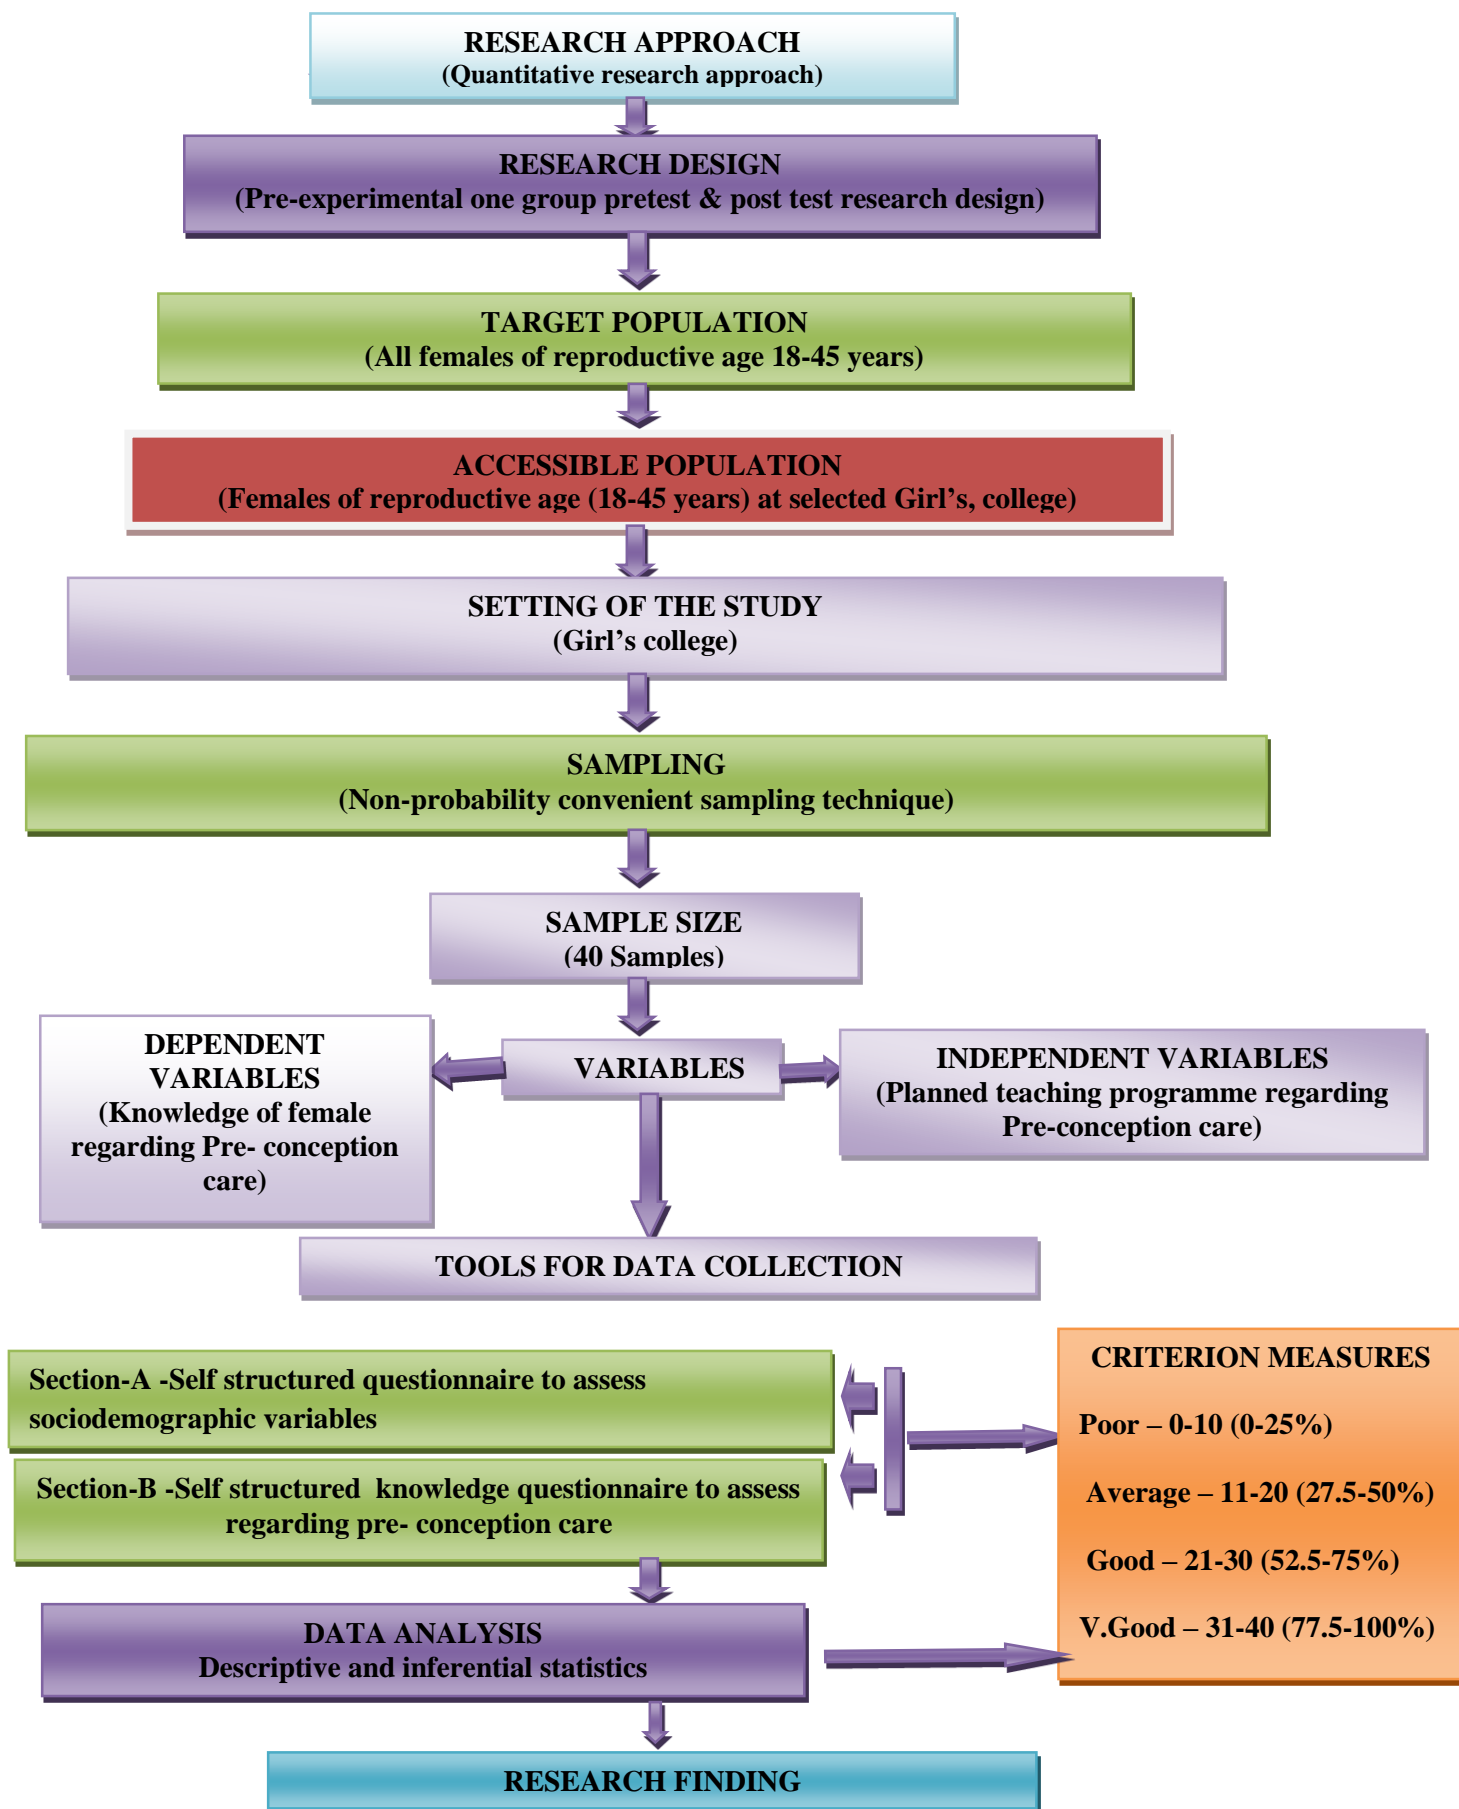 RESEARCH APPROACH
(Quantitative research approach)
RESEARCH DESIGN
(Pre-experimental one group pretest & post test research design)
TARGET POPULATION
(All females of reproductive age 18-45 years)
ACCESSIBLE POPULATION
(Females of reproductive age (18-45 years) at selected Girl’s, college)
SETTING OF THE STUDY
(Girl’s college)
SAMPLING
(Non-probability convenient sampling technique)
SAMPLE SIZE
(40 Samples)
DEPENDENT
VARIABLES
(Knowledge of female
regarding Pre- conception
care)
VARIABLES
INDEPENDENT VARIABLES
(Planned teaching programme regarding
Pre-conception care)
TOOLS FOR DATA COLLECTION
Section-A -Self structured questionnaire to assess
sociodemographic variables
Section-B -Self structured  knowledge questionnaire to assess
regarding pre- conception care
CRITERION MEASURES
Poor – 0-10 (0-25%)
Average – 11-20 (27.5-50%)
Good – 21-30 (52.5-75%)
V.Good – 31-40 (77.5-100%)
DATA ANALYSIS
Descriptive and inferential statistics
RESEARCH FINDING